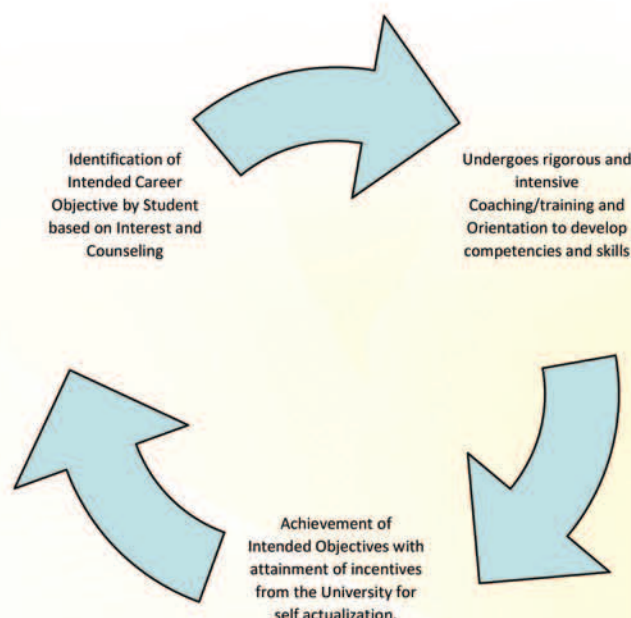 Identification of
Intended Career
Objective by Student
based on Interest and
Counseling
Undergoes rigorous and
intensive
Coaching/training and
Orientation to develop
competencies and skills
Achievement of
Intended Objectives with
attainment of incentives
from the University for
self actualization.